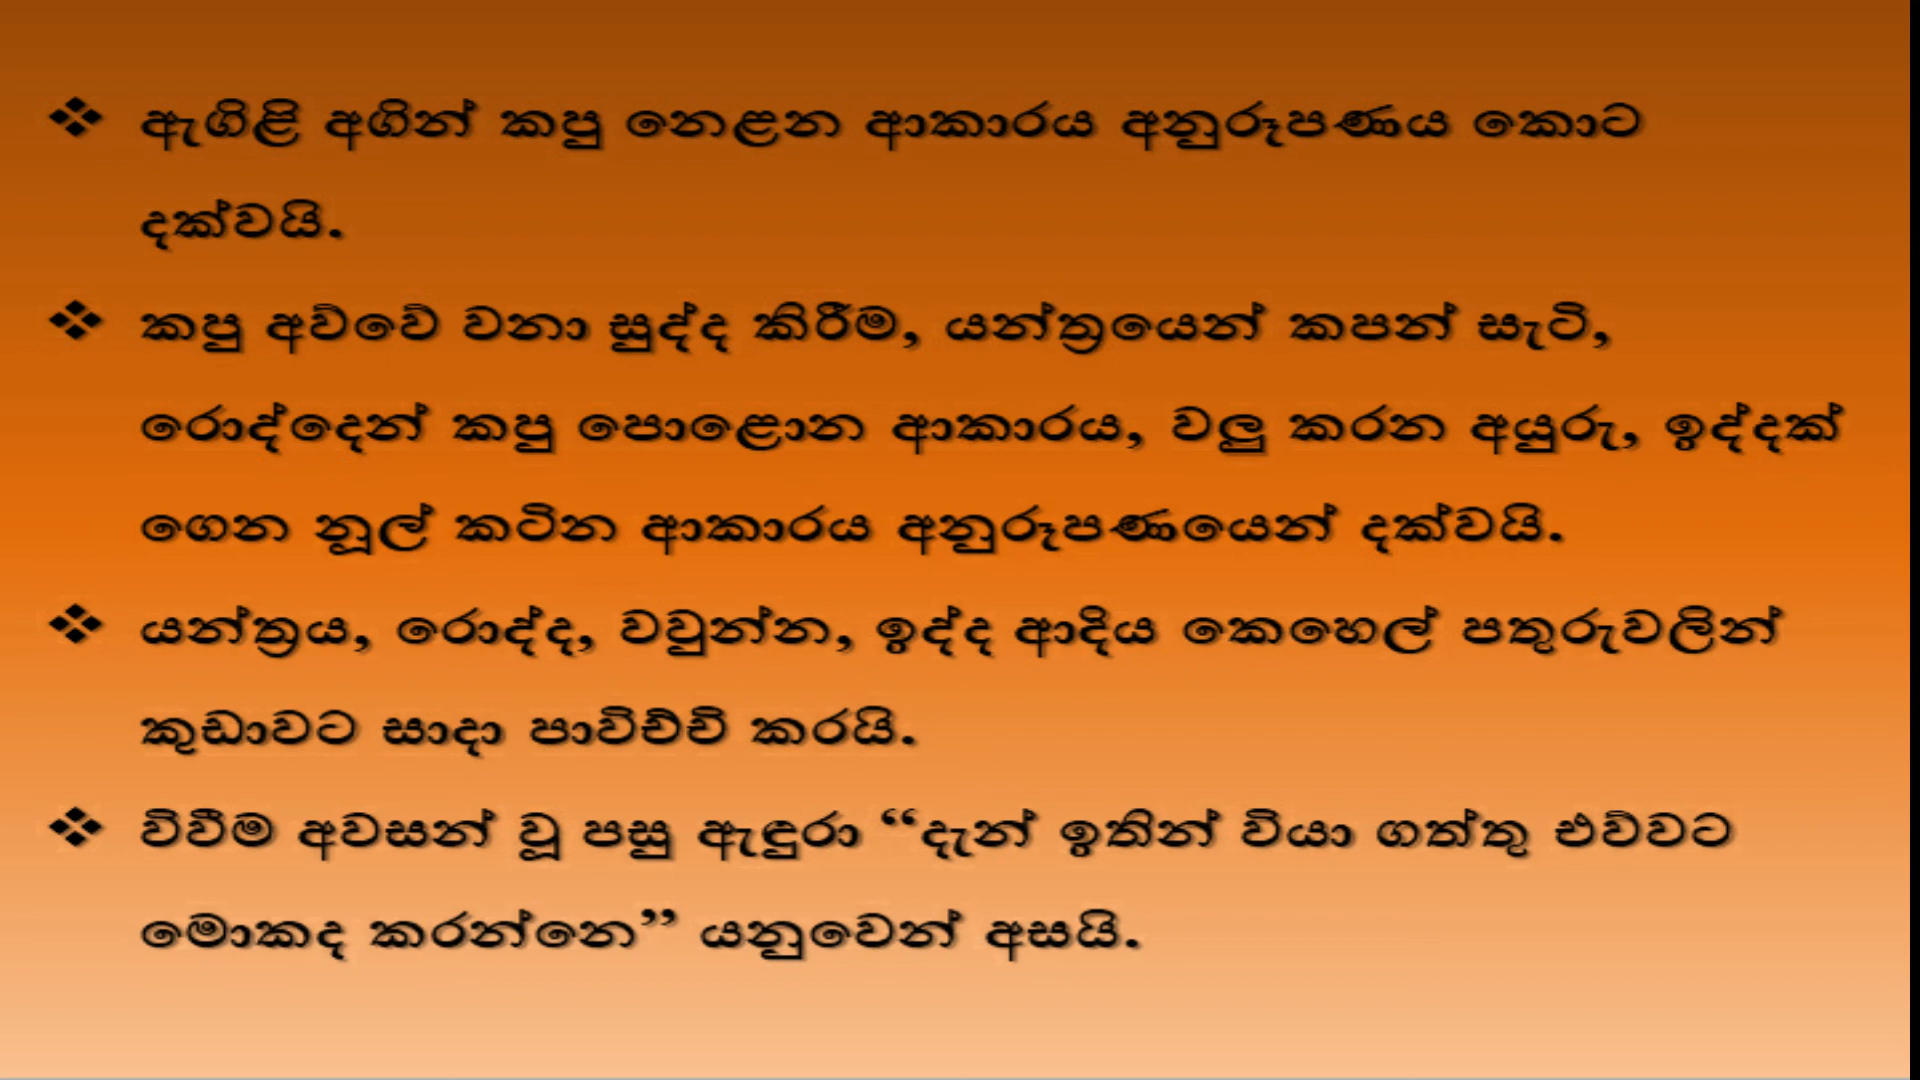 ❖ ඇගිළි අගින් කපු නෙළන ආකාරය අනුරූපණය කොට
දක්වයි.
❖ කපු අව්වේ වනා සුද්ද කිරීම, යන්ත්‍රයෙන් කපන් සැටි,
රොද්දෙන් කපු පොළොන ආකාරය, වලු කරන අයුරු, ඉද්දක්
ගෙන නූල් කටින ආකාරය අනුරූපණයෙන් දක්වයි.
❖ යන්ත්‍රය, රොද්ද, වවුන්න, ඉද්ද ආදිය කෙහෙල් පතුරුවලින්
කුඩාවට සාදා පාවිච්චි කරයි.
❖ විවීම අවසන් වූ පසු ඇඳුරා “දැන් ඉතින් වියා ගත්තු එව්වට
මොකද කරන්නෙ” යනුවෙන් අසයි.